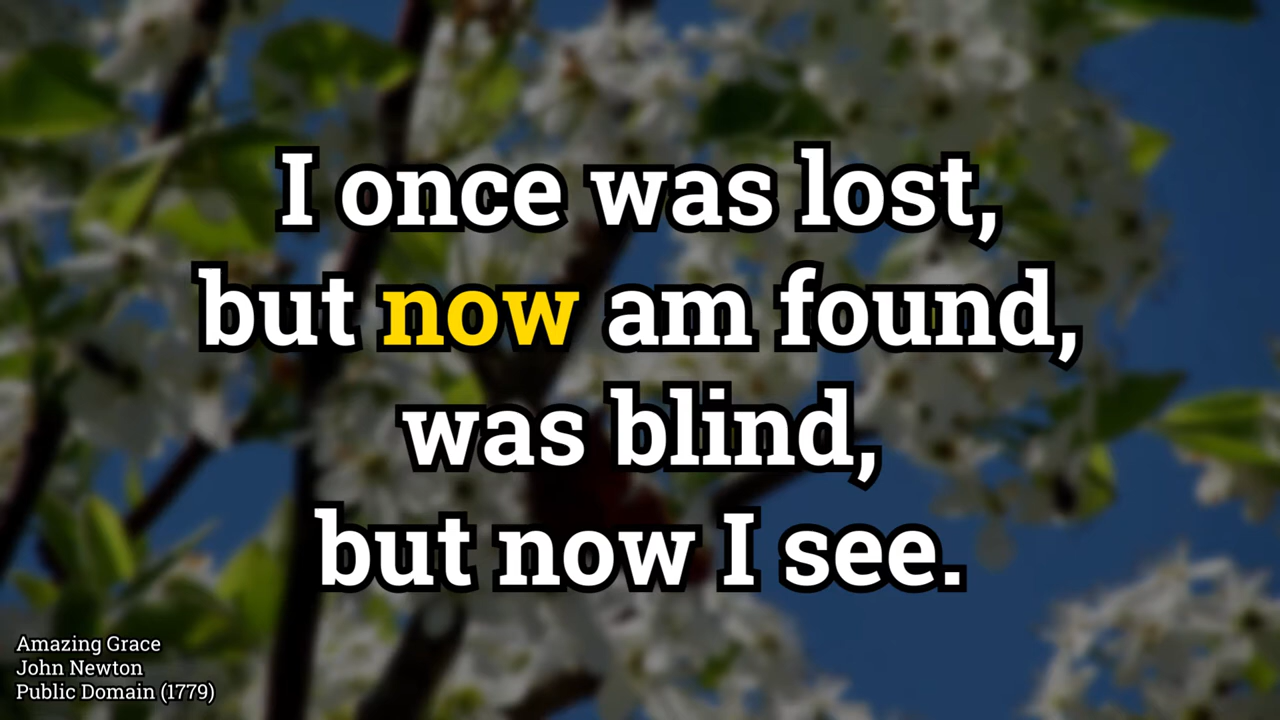 I once was lost,
but now am found,
was blind,
but now I see.
Amazing Grace
John Newton
Public Domain (1779)